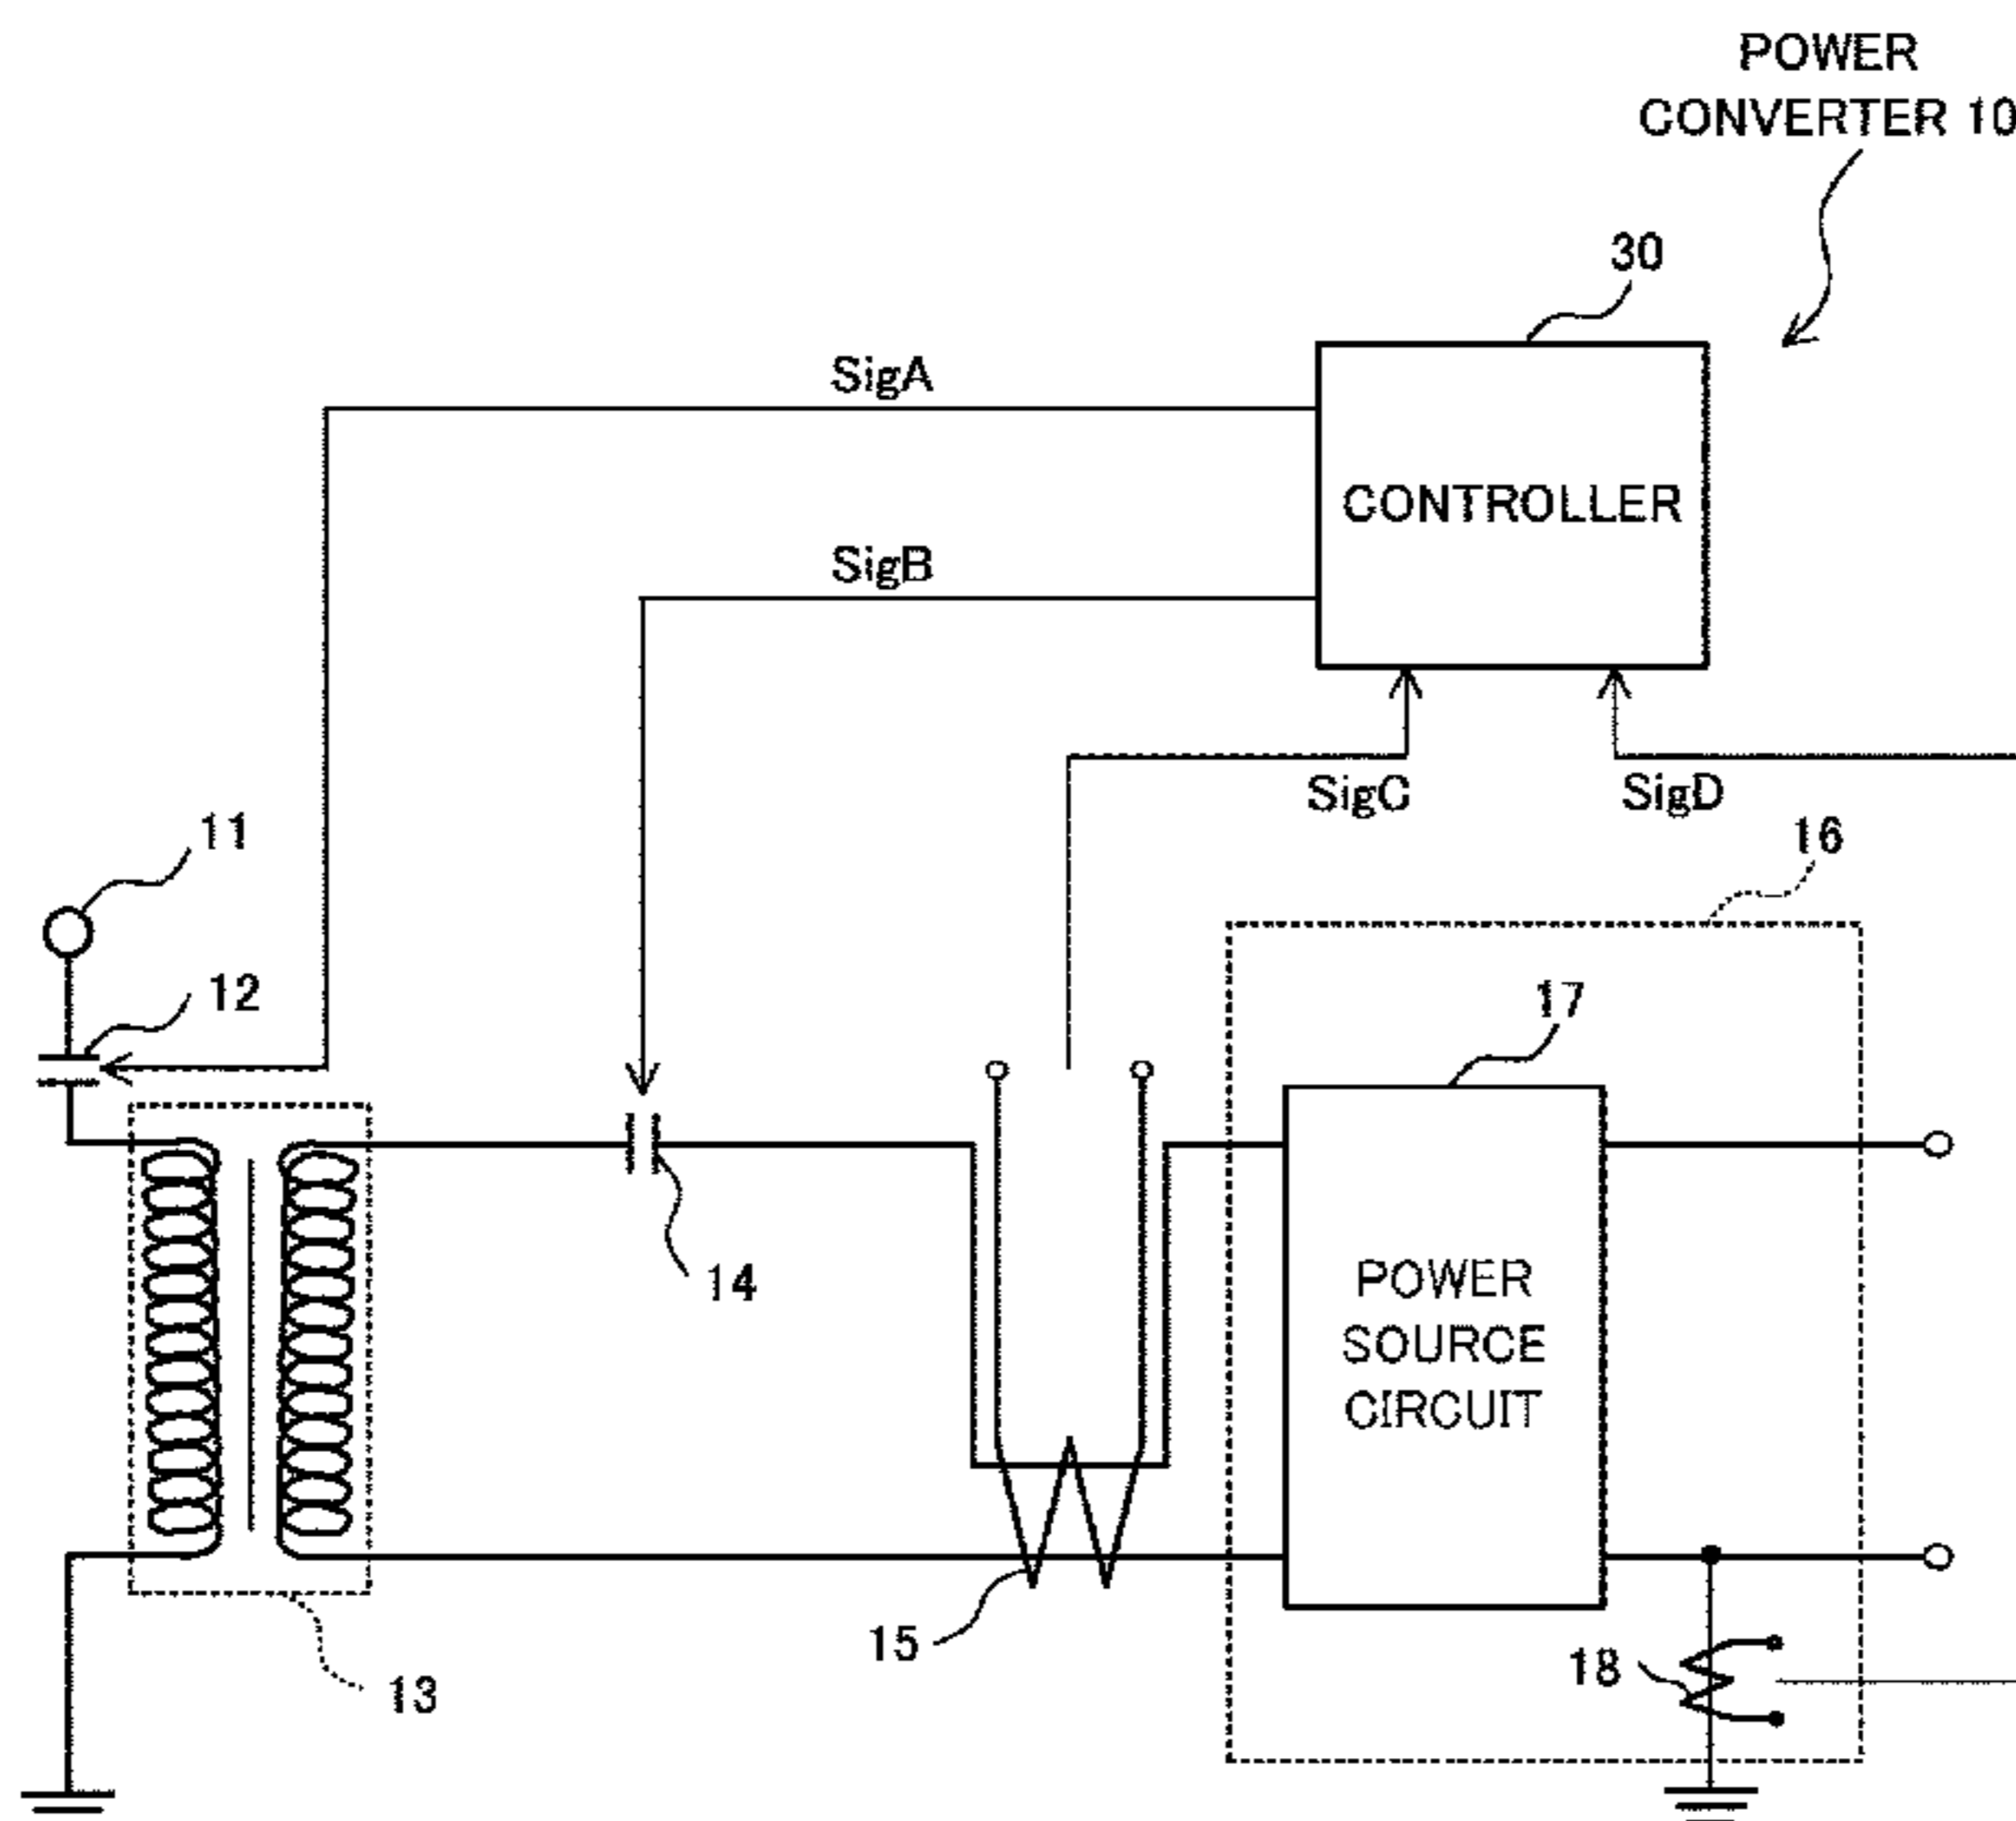 POWER
CONVERTER 10
30
SigA
CONTROLLER
SigB
SigC
SigD
11
16
12
17
POWER
SOURCE
CIRCUIT
14
15
18
13